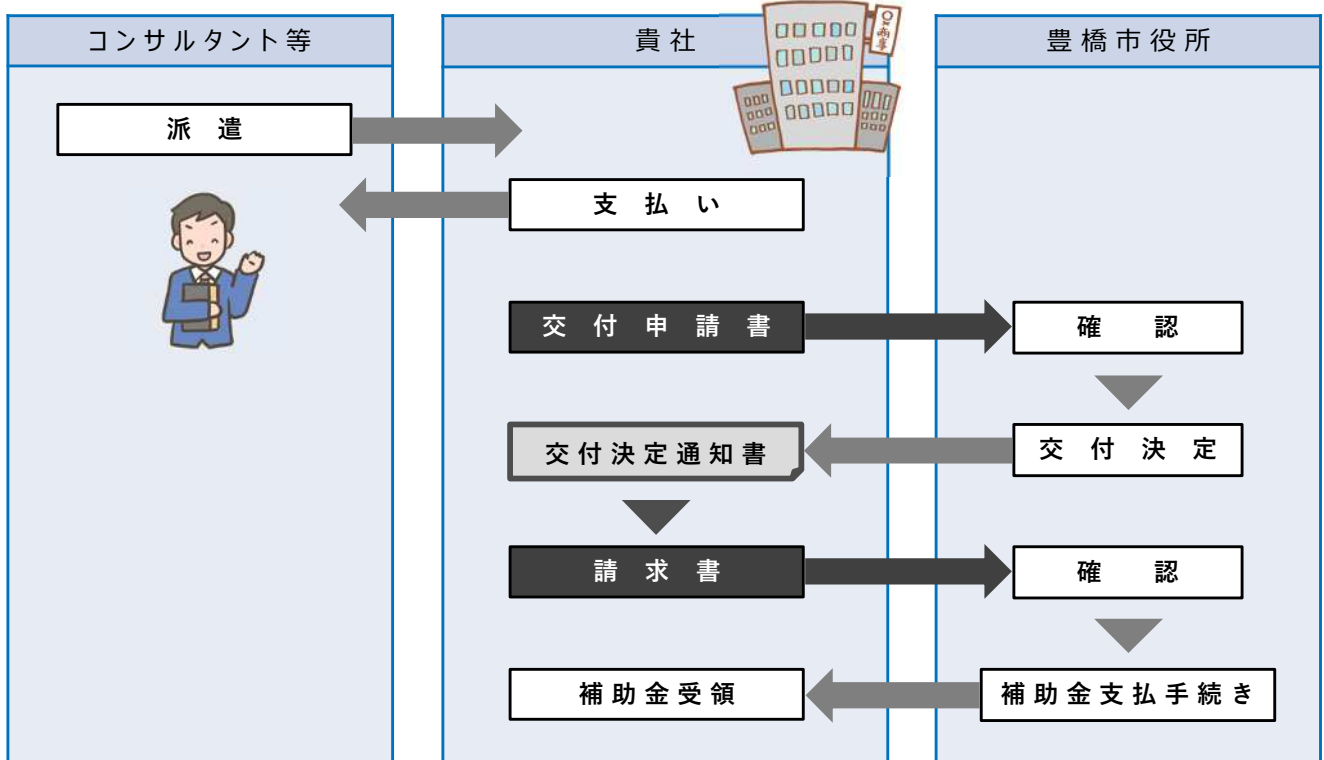 コンサルタント等
貴社
〇×商事
豊橋市役所
派遣
支払い
交付申請書
確認
交付決定通知書
交付決定
請求書
確認
補助金受領
補助金支払手続き